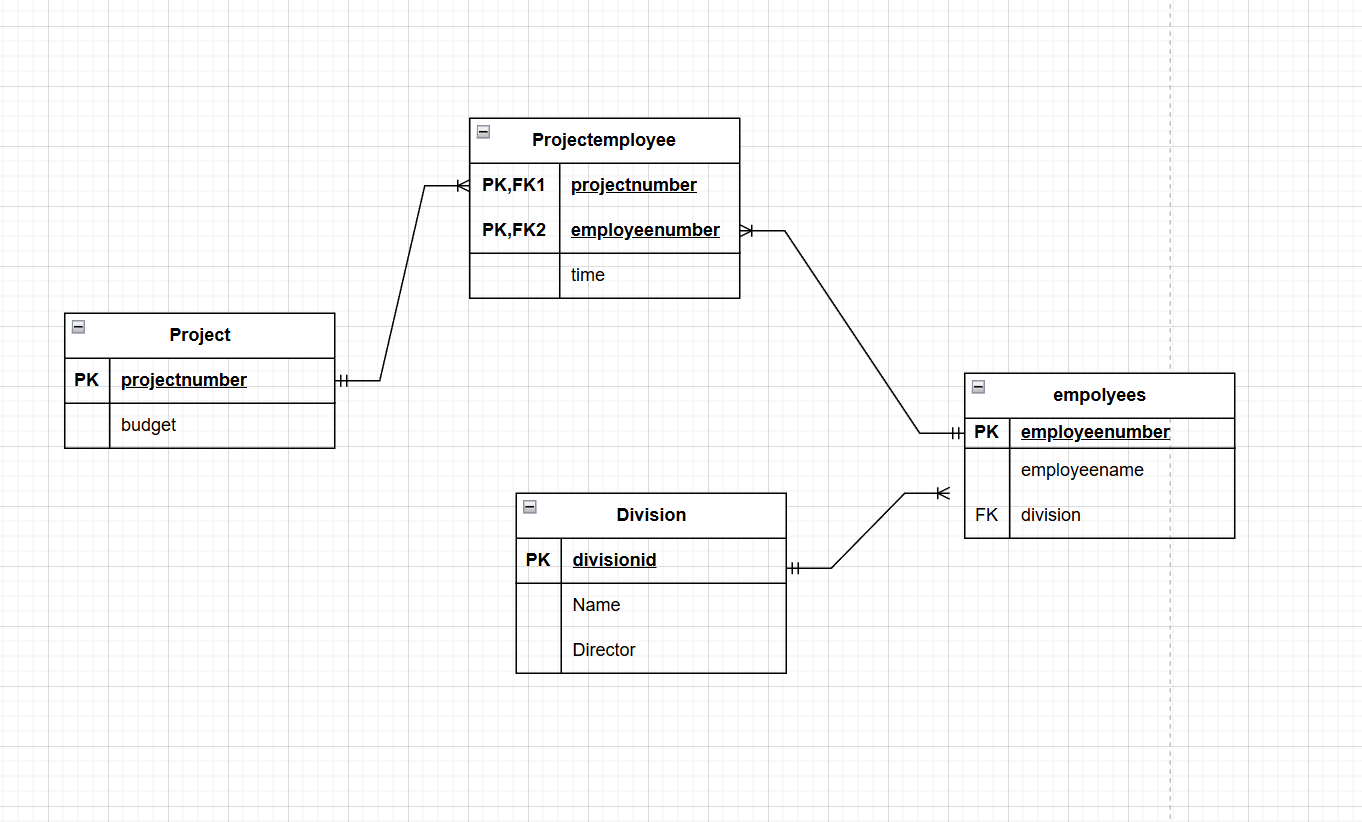 Projectemployee
PK,FK1 projectnumber
PK,FK2 employeenumber
time
Project
PK projectnumber
budget
empolyees
PK employeenumber
employeename
FK division
Division
PK divisionid
Name
Director